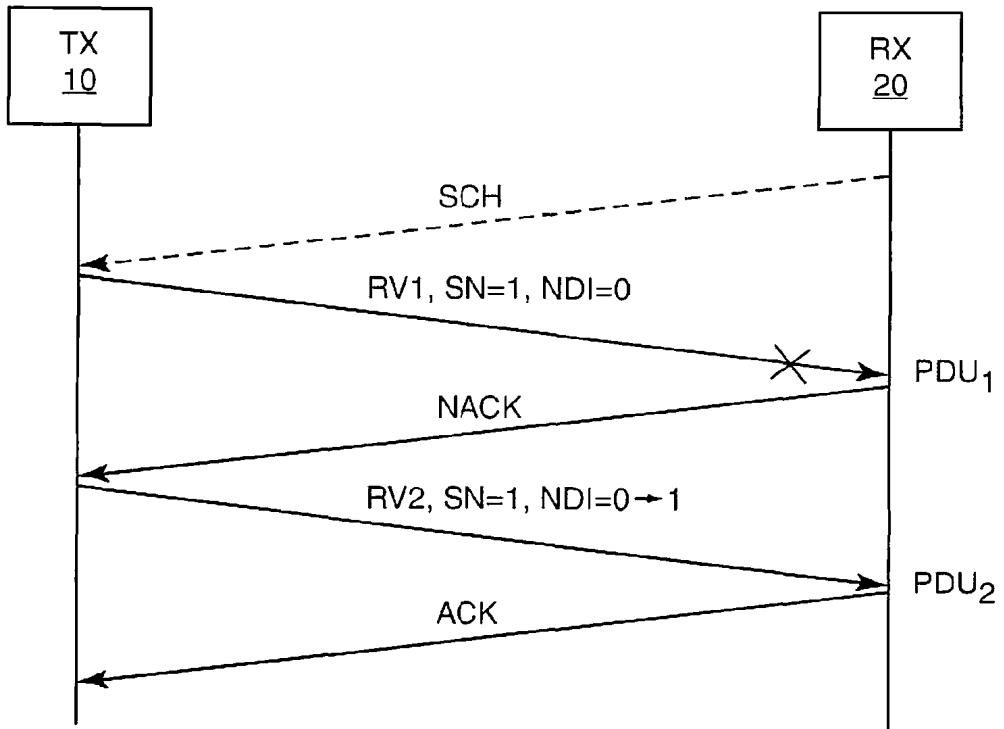 TX
10
RX
20
SCH
RV1, SN=1, NDI=0
PDU₁
NACK
RV2, SN=1, NDI=0→1
PDU₂
ACK